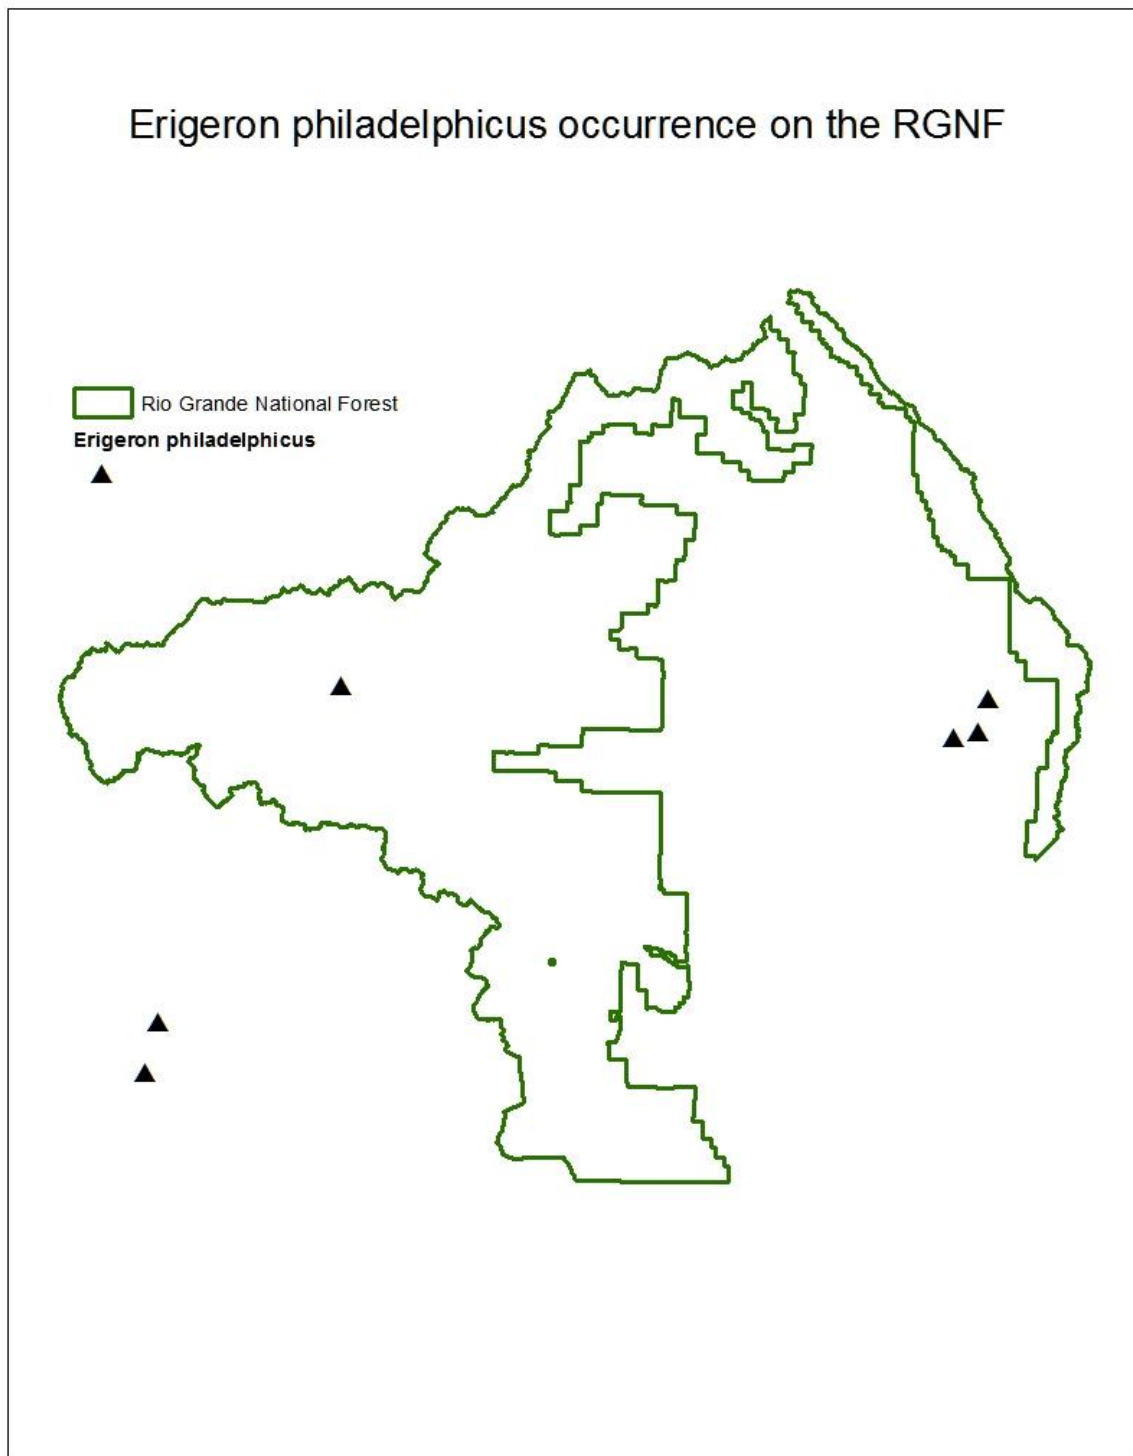 Erigeron philadelphicus occurrence on the RGNF
Rio Grande National Forest
Erigeron philadelphicus